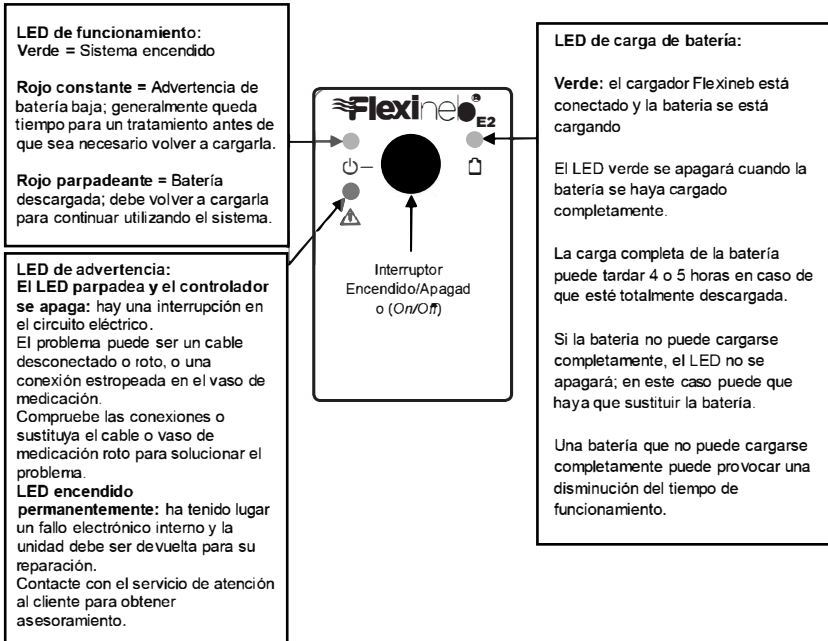 LED de funcionamiento:
Verde = Sistema encendido
Rojo constante = Advertencia de
batería baja; generalmente queda
tiempo para un tratamiento antes de
que sea necesario volver a cargarla.
Rojo parpadeante = Batería
descargada; debe volver a cargarla
para continuar utilizando el sistema.
LED de advertencia:
El LED parpadea y el controlador
se apaga: hay una interrupción en
el circuito eléctrico.
El problema puede ser un cable
desconectado o roto, o una
conexión estropeada en el vaso de
medicación.
Compruebe las conexiones o
sustituya el cable o vaso de
medicación roto para solucionar el
problema.
LED encendido
permanentemente: ha tenido lugar
un fallo electrónico interno y la
unidad debe ser devuelta para su
reparación.
Contacte con el servicio de atención
al cliente para obtener
asesoramiento.
Flexineb®
E2
Interruptor
Encendido/Apagad
o (On/Off)
LED de carga de batería:
Verde: el cargador Flexineb está
conectado y la bateria se está
cargando
El LED verde se apagará cuando la
batería se haya cargado
completamente.
La carga completa de la batería
puede tardar 4 o 5 horas en caso de
que esté totalmente descargada.
Si la bateria no puede cargarse
completamente, el LED no se
apagará; en este caso puede que
haya que sustituir la batería.
Una batería que no puede cargarse
completamente puede provocar una
disminución del tiempo de
funcionamiento.